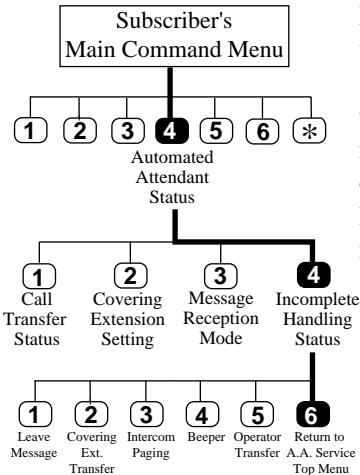 Subscriber's
Main Command Menu
1 2 3 4 5 6 *
Automated
Attendant
Status
1 2 3 4
Call Covering Message Incomplete
Transfer Extension Reception Handling
Status Setting Mode Status
1 2 3 4 5 6
Leave Covering Intercom Beeper Operator Return to
Message Ext. Paging Transfer A.A. Service
Transfer Top Menu